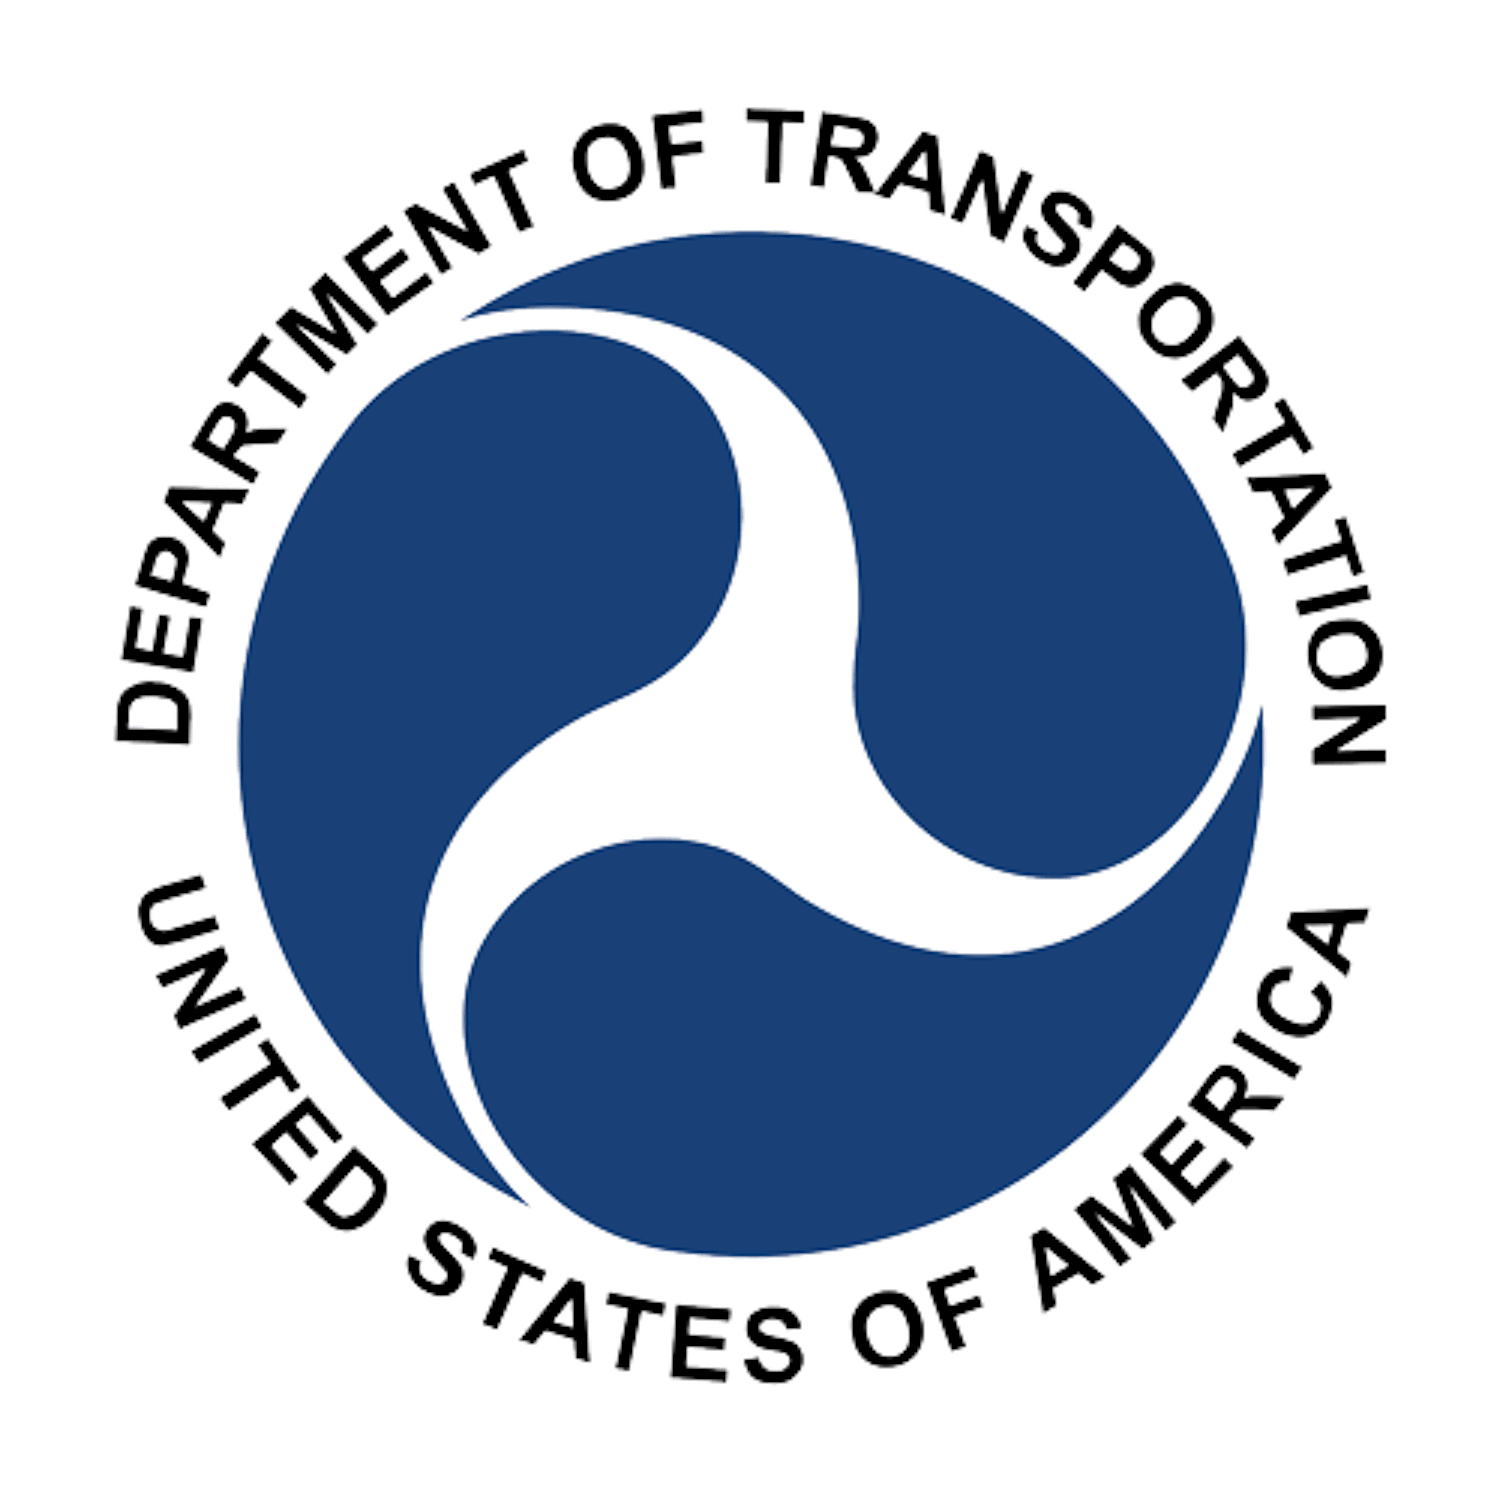 DEPARTMENT OF TRANSPORTATION
UNITED STATES OF AMERICA